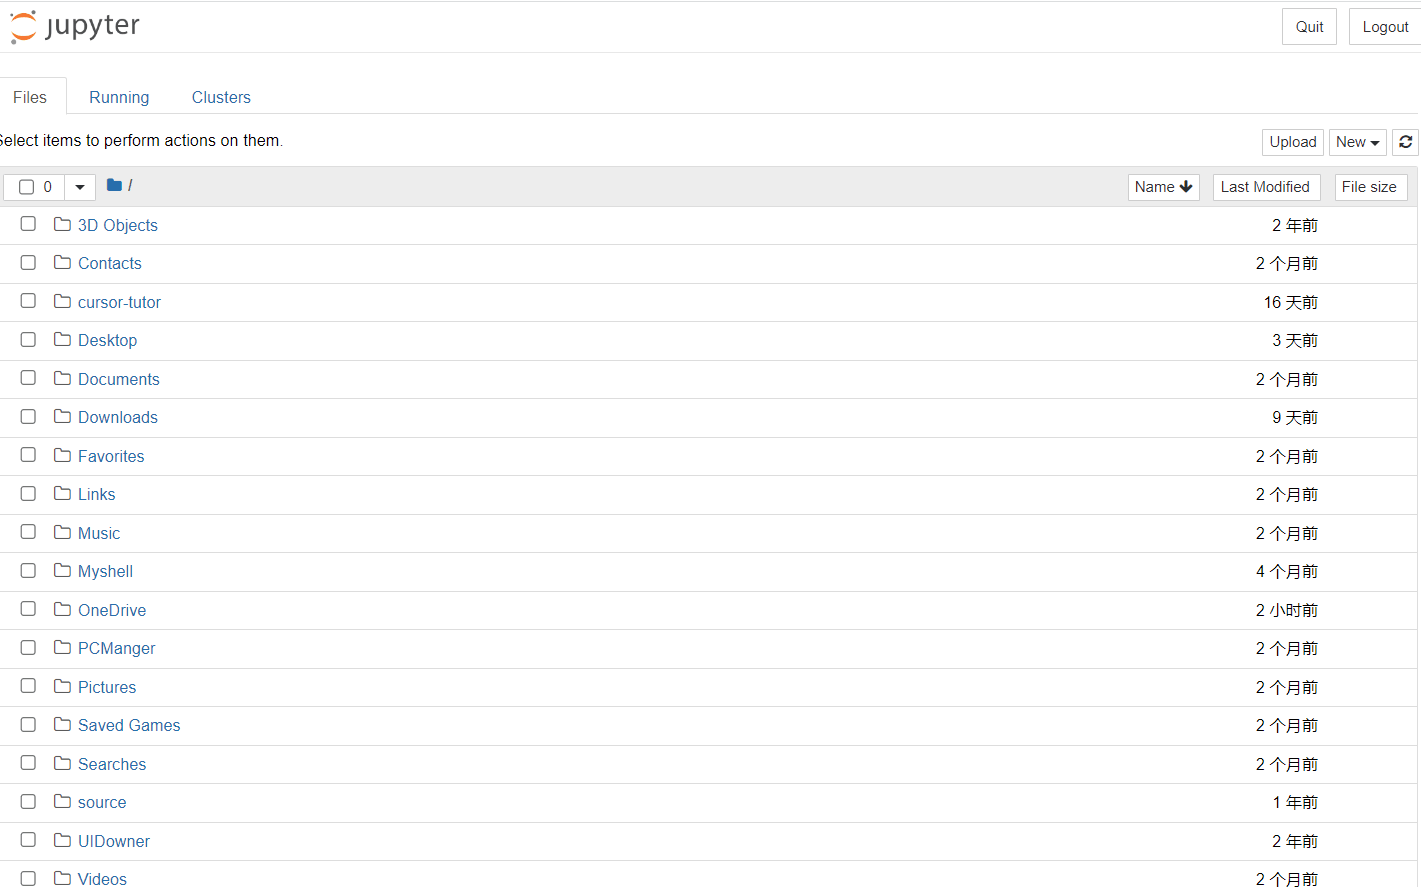 jupyter
Quit Logout
Files Running Clusters
Select items to perform actions on them.
Upload New
0 / Name Last Modified File size
3D Objects 2 年前
Contacts 2 个月前
cursor-tutor 16 天前
Desktop 3 天前
Documents 2 个月前
Downloads 9 天前
Favorites 2 个月前
Links 2 个月前
Music 2 个月前
Myshell 4 个月前
OneDrive 2 小时前
PCManger 2 个月前
Pictures 2 个月前
Saved Games 2 个月前
Searches 2 个月前
source 1 年前
UIDowner 2 年前
Videos 2 个月前